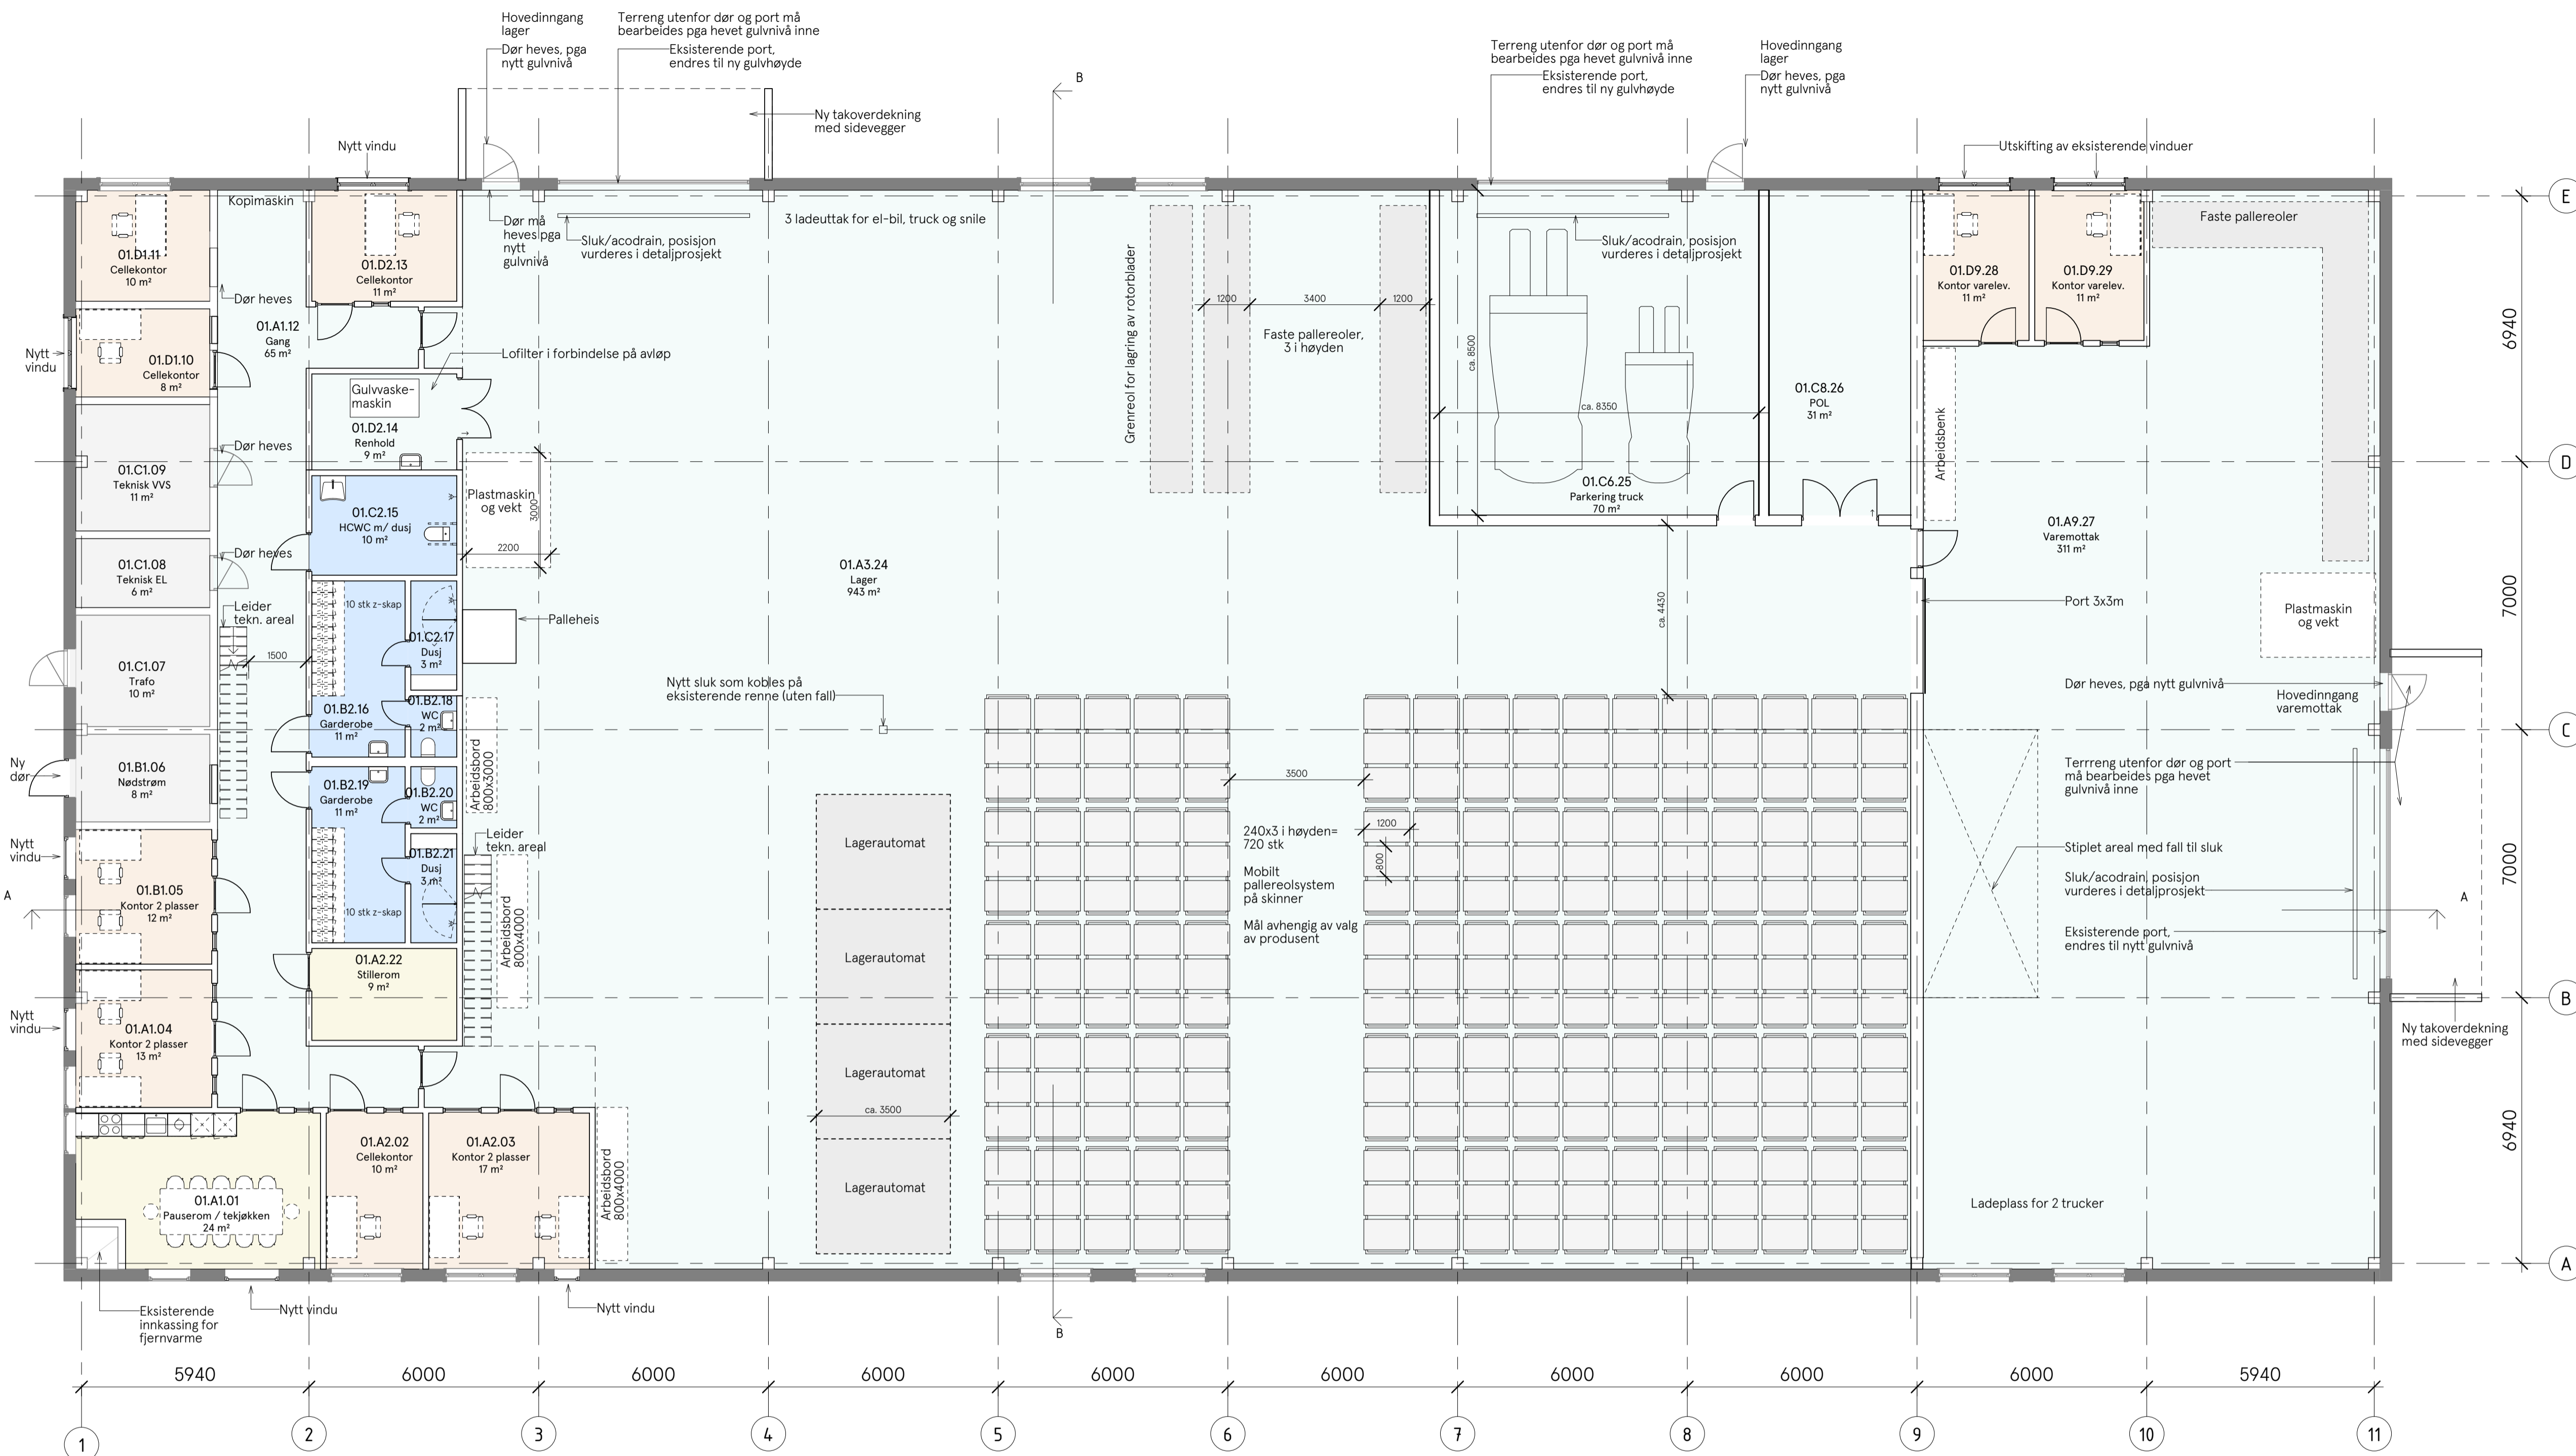 Hovedinngang
lager
Dør heves, pga
nytt gulvnivå
Terreng utenfor dør og port må
bearbeides pga hevet gulvnivå inne
Eksisterende port,
endres til ny gulvhøyde
B
Ny takoverdekning
med sidevegger
Terreng utenfor dør og port må
bearbeides pga hevet gulvnivå inne
Eksisterende port,
endres til ny gulvhøyde
Hovedinngang
lager
Dør heves, pga
nytt gulvnivå
Nytt vindu
Utskifting av eksisterende vinduer
Kopimaskin
01.D1.11
Cellekontor
10 m²
01.D2.13
Cellekontor
11 m²
Dør må
heves pga
nytt
gulvnivå
Sluk/acodrain, posisjon
vurderes i detaljprosjekt
3 ladeuttak for el-bil, truck og snile
Grenreol for lagring av rotorblader
1200
3400
1200
Faste pallereoler,
3 i høyden
Sluk/acodrain, posisjon
vurderes i detaljprosjekt
ca. 8500
ca. 8350
01.C6.25
Parkering truck
70 m²
01.C8.26
POL
31 m²
01.D9.28
Kontor varelev.
11 m²
01.D9.29
Kontor varelev.
11 m²
Faste pallereoler
E
6940
Dør heves
01.A1.12
Gang
65 m²
Nytt
vindu
01.D1.10
Cellekontor
8 m²
Lofilter i forbindelse på avløp
Gulvvaske-
maskin
01.D2.14
Renhold
9 m²
Arbeidsbenk
D
Dør heves
01.C1.09
Teknisk VVS
11 m²
01.C2.15
HCWC m/ dusj
10 m²
Plastmaskin
og vekt
3000
2200
01.A9.27
Varemottak
311 m²
Dør heves
01.C1.08
Teknisk EL
6 m²
01.A3.24
Lager
943 m²
Leider
tekn. areal
10 stk z-skap
01.C2.17
Dusj
3 m²
Palleheis
ca. 4430
Port 3x3m
Plastmaskin
og vekt
7000
01.C1.07
Trafo
10 m²
1500
01.B2.16
Garderobe
11 m²
01.B2.18
WC
2 m²
Nytt sluk som kobles på
eksisterende renne (uten fall)
Dør heves, pga nytt gulvnivå
Hovedinngang
varemottak
C
Ny
dør
01.B1.06
Nødstrøm
8 m²
01.B2.19
Garderobe
11 m²
01.B2.20
WC
2 m²
Arbeidsbord
800x3000
3500
Terrreng utenfor dør og port
må bearbeides pga hevet
gulvnivå inne
Nytt
vindu
Leider
tekn. areal
01.B2.21
Dusj
3 m²
Lagerautomat
240x3 i høyden=
720 stk
1200
800
Mobilt
pallereolsystem
på skinner
Mål avhengig av valg
av produsent
Stiplet areal med fall til sluk
Sluk/acodrain, posisjon
vurderes i detaljprosjekt
7000
A
01.B1.05
Kontor 2 plasser
12 m²
10 stk z-skap
Arbeidsbord
800x4000
A
Eksisterende port,
endres til nytt gulvnivå
Lagerautomat
01.A2.22
Stillerom
9 m²
B
Nytt
vindu
01.A1.04
Kontor 2 plasser
13 m²
Ny takoverdekning
med sidevegger
Lagerautomat
ca. 3500
6940
01.A2.02
Cellekontor
10 m²
01.A2.03
Kontor 2 plasser
17 m²
Arbeidsbord
800x4000
Lagerautomat
01.A1.01
Pauserom / tekjøkken
24 m²
Ladeplass for 2 trucker
A
Eksisterende
innkassing for
fjernvarme
Nytt vindu
Nytt vindu
B
5940
6000
6000
6000
6000
6000
6000
6000
6000
5940
1
2
3
4
5
6
7
8
9
10
11